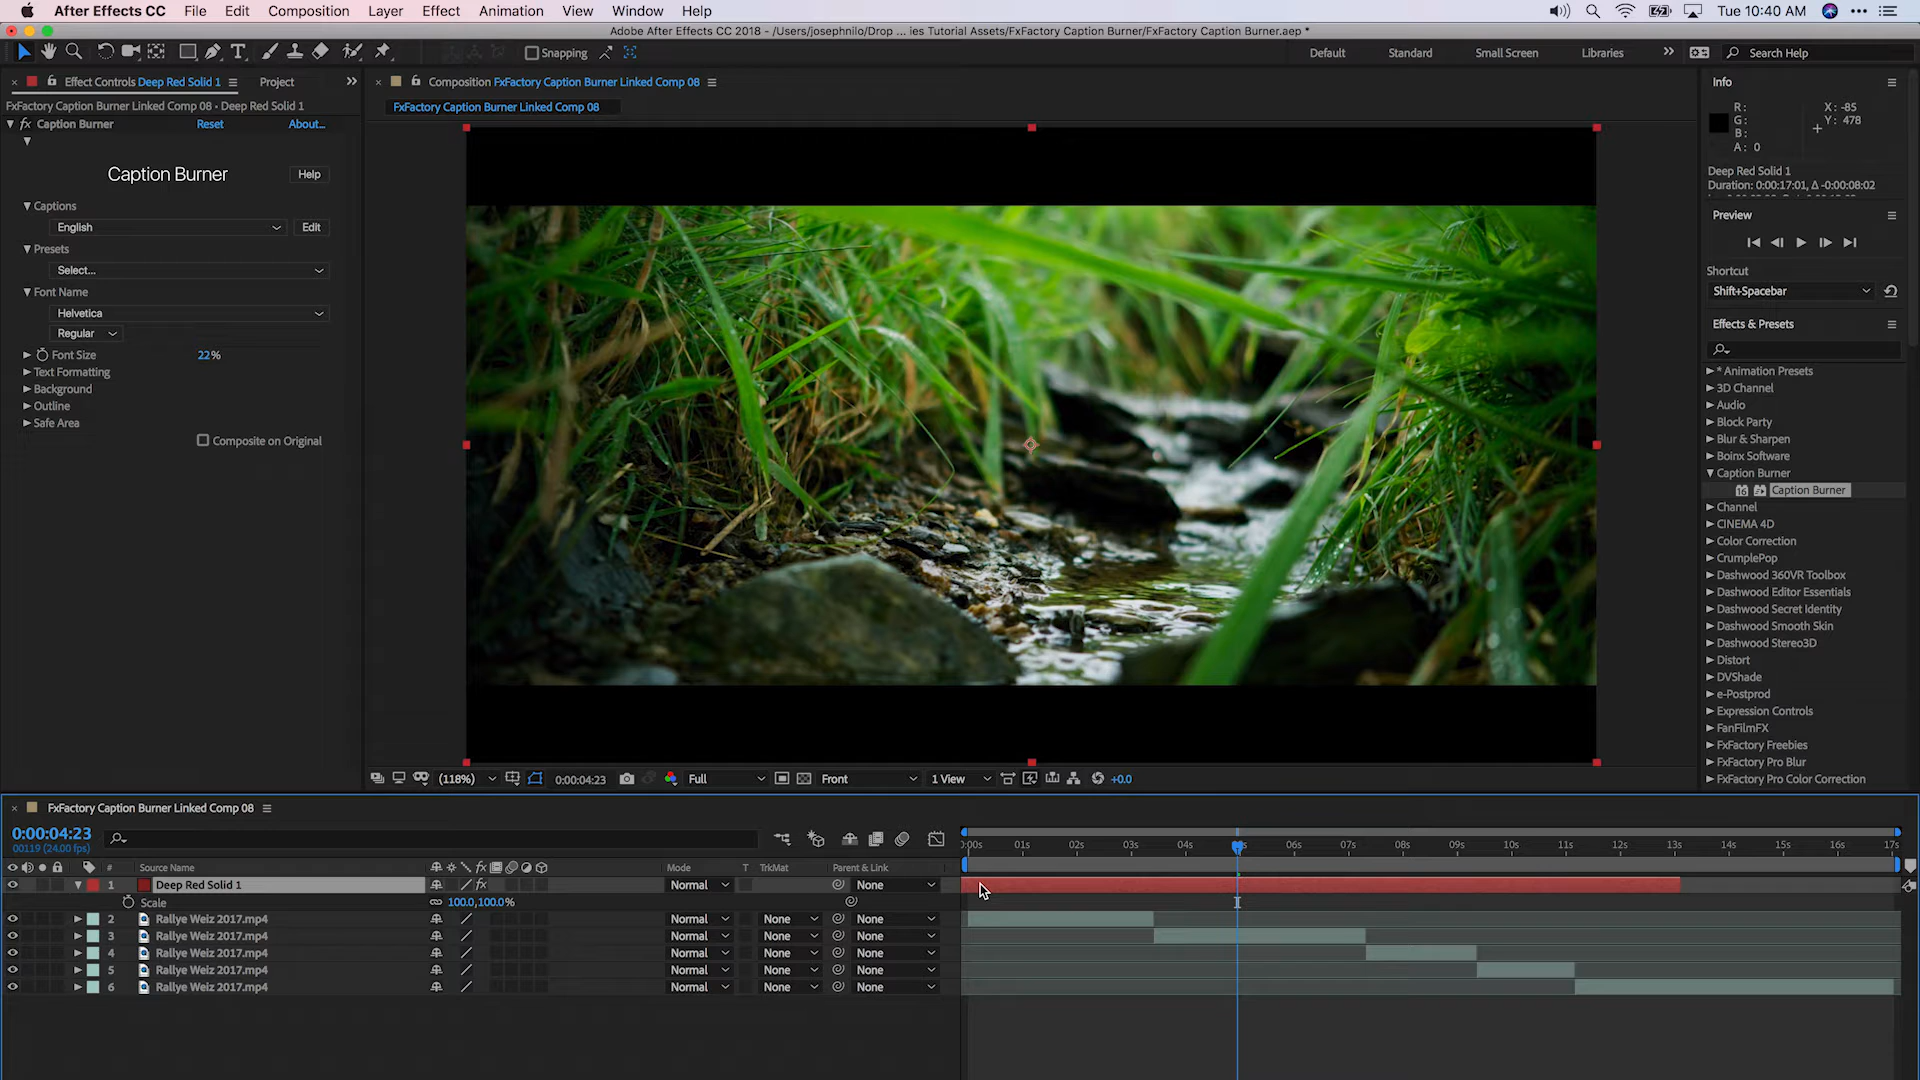 After Effects CC File Edit Composition Layer Effect Animation View Window Help Tue 10:40 AM
Adobe After Effects CC 2018 - /Users/josephnilo/Drop ... ies Tutorial Assets/FxFactory Caption Burner/FxFactory Caption Burner.aep *
Snapping Default Standard Small Screen Libraries Search Help
Effect Controls Deep Red Solid 1 Project
FxFactory Caption Burner Linked Comp 08 • Deep Red Solid 1
fx Caption Burner Reset About...
Caption Burner Help
Captions
English Edit
Presets
Select...
Font Name
Helvetica
Regular
Font Size 22%
Text Formatting
Background
Outline
Safe Area
Composite on Original
Composition FxFactory Caption Burner Linked Comp 08
FxFactory Caption Burner Linked Comp 08
(118%) 0:00:04:23 Full Front 1 View +0.0
Info
R: X: -85
G: Y: 478
B:
A: 0
Deep Red Solid 1
Duration: 0:00:17:01, Δ -0:00:08:02
Preview
Shortcut
Shift+Spacebar
Effects & Presets
* Animation Presets
3D Channel
Audio
Block Party
Blur & Sharpen
Boinx Software
Caption Burner
16 Caption Burner
Channel
CINEMA 4D
Color Correction
CrumplePop
Dashwood 360VR Toolbox
Dashwood Editor Essentials
Dashwood Secret Identity
Dashwood Smooth Skin
Dashwood Stereo3D
Distort
DVShade
e-Postprod
Expression Controls
FanFilmFX
FxFactory Freebies
FxFactory Pro Blur
FxFactory Pro Color Correction
FxFactory Caption Burner Linked Comp 08
0:00:04:23
00119 (24.00 fps)
:00s 01s 02s 03s 04s 06s 07s 08s 09s 10s 11s 12s 13s 14s 15s 16s 17s
# Source Name fx Mode T TrkMat Parent & Link
1 Deep Red Solid 1 fx Normal None
Scale 100.0,100.0%
2 Rallye Weiz 2017.mp4 Normal None None
3 Rallye Weiz 2017.mp4 Normal None None
4 Rallye Weiz 2017.mp4 Normal None None
5 Rallye Weiz 2017.mp4 Normal None None
6 Rallye Weiz 2017.mp4 Normal None None